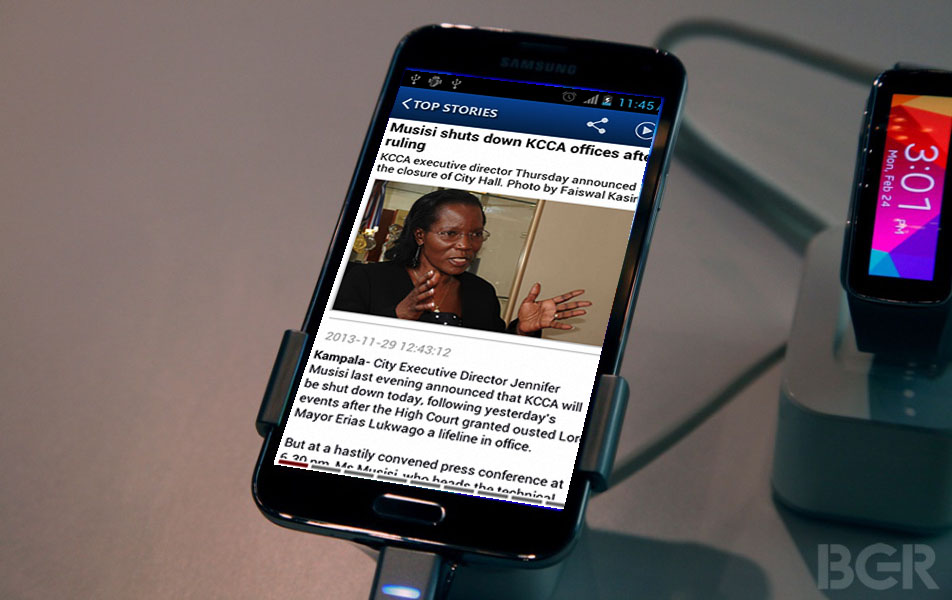 SAMSUNG
11:45
TOP STORIES
Musisi shuts down KCCA offices afte
ruling
KCCA executive director Thursday announced
the closure of City Hall. Photo by Faiswal Kasir
2013-11-29 12:43:12
Kampala- City Executive Director Jennifer
Musisi last evening announced that KCCA will
be shut down today, following yesterday's
events after the High Court granted ousted Lor
Mayor Erias Lukwago a lifeline in office.
But at a hastily convened press conference at
6.30 pm, Ms Musisi, who heads the technical
3:01 PM
Mon, Feb 24
BGR